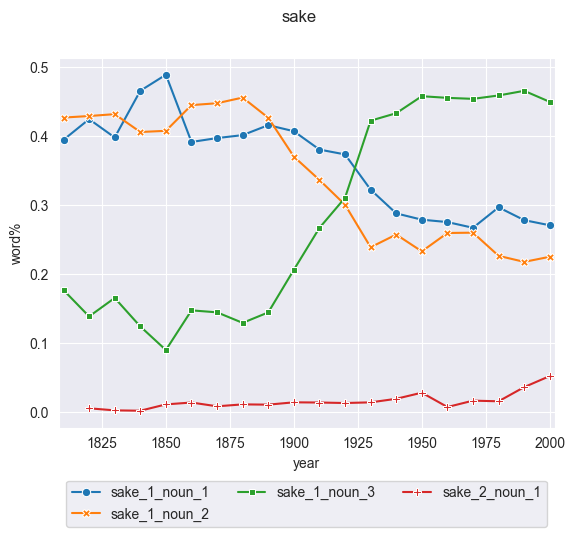 sake
0.5
0.4
0.3
0.2
0.1
0.0
word%
1825 1850 1875 1900 1925 1950 1975 2000
year
sake_1_noun_1 sake_1_noun_3 sake_2_noun_1
sake_1_noun_2